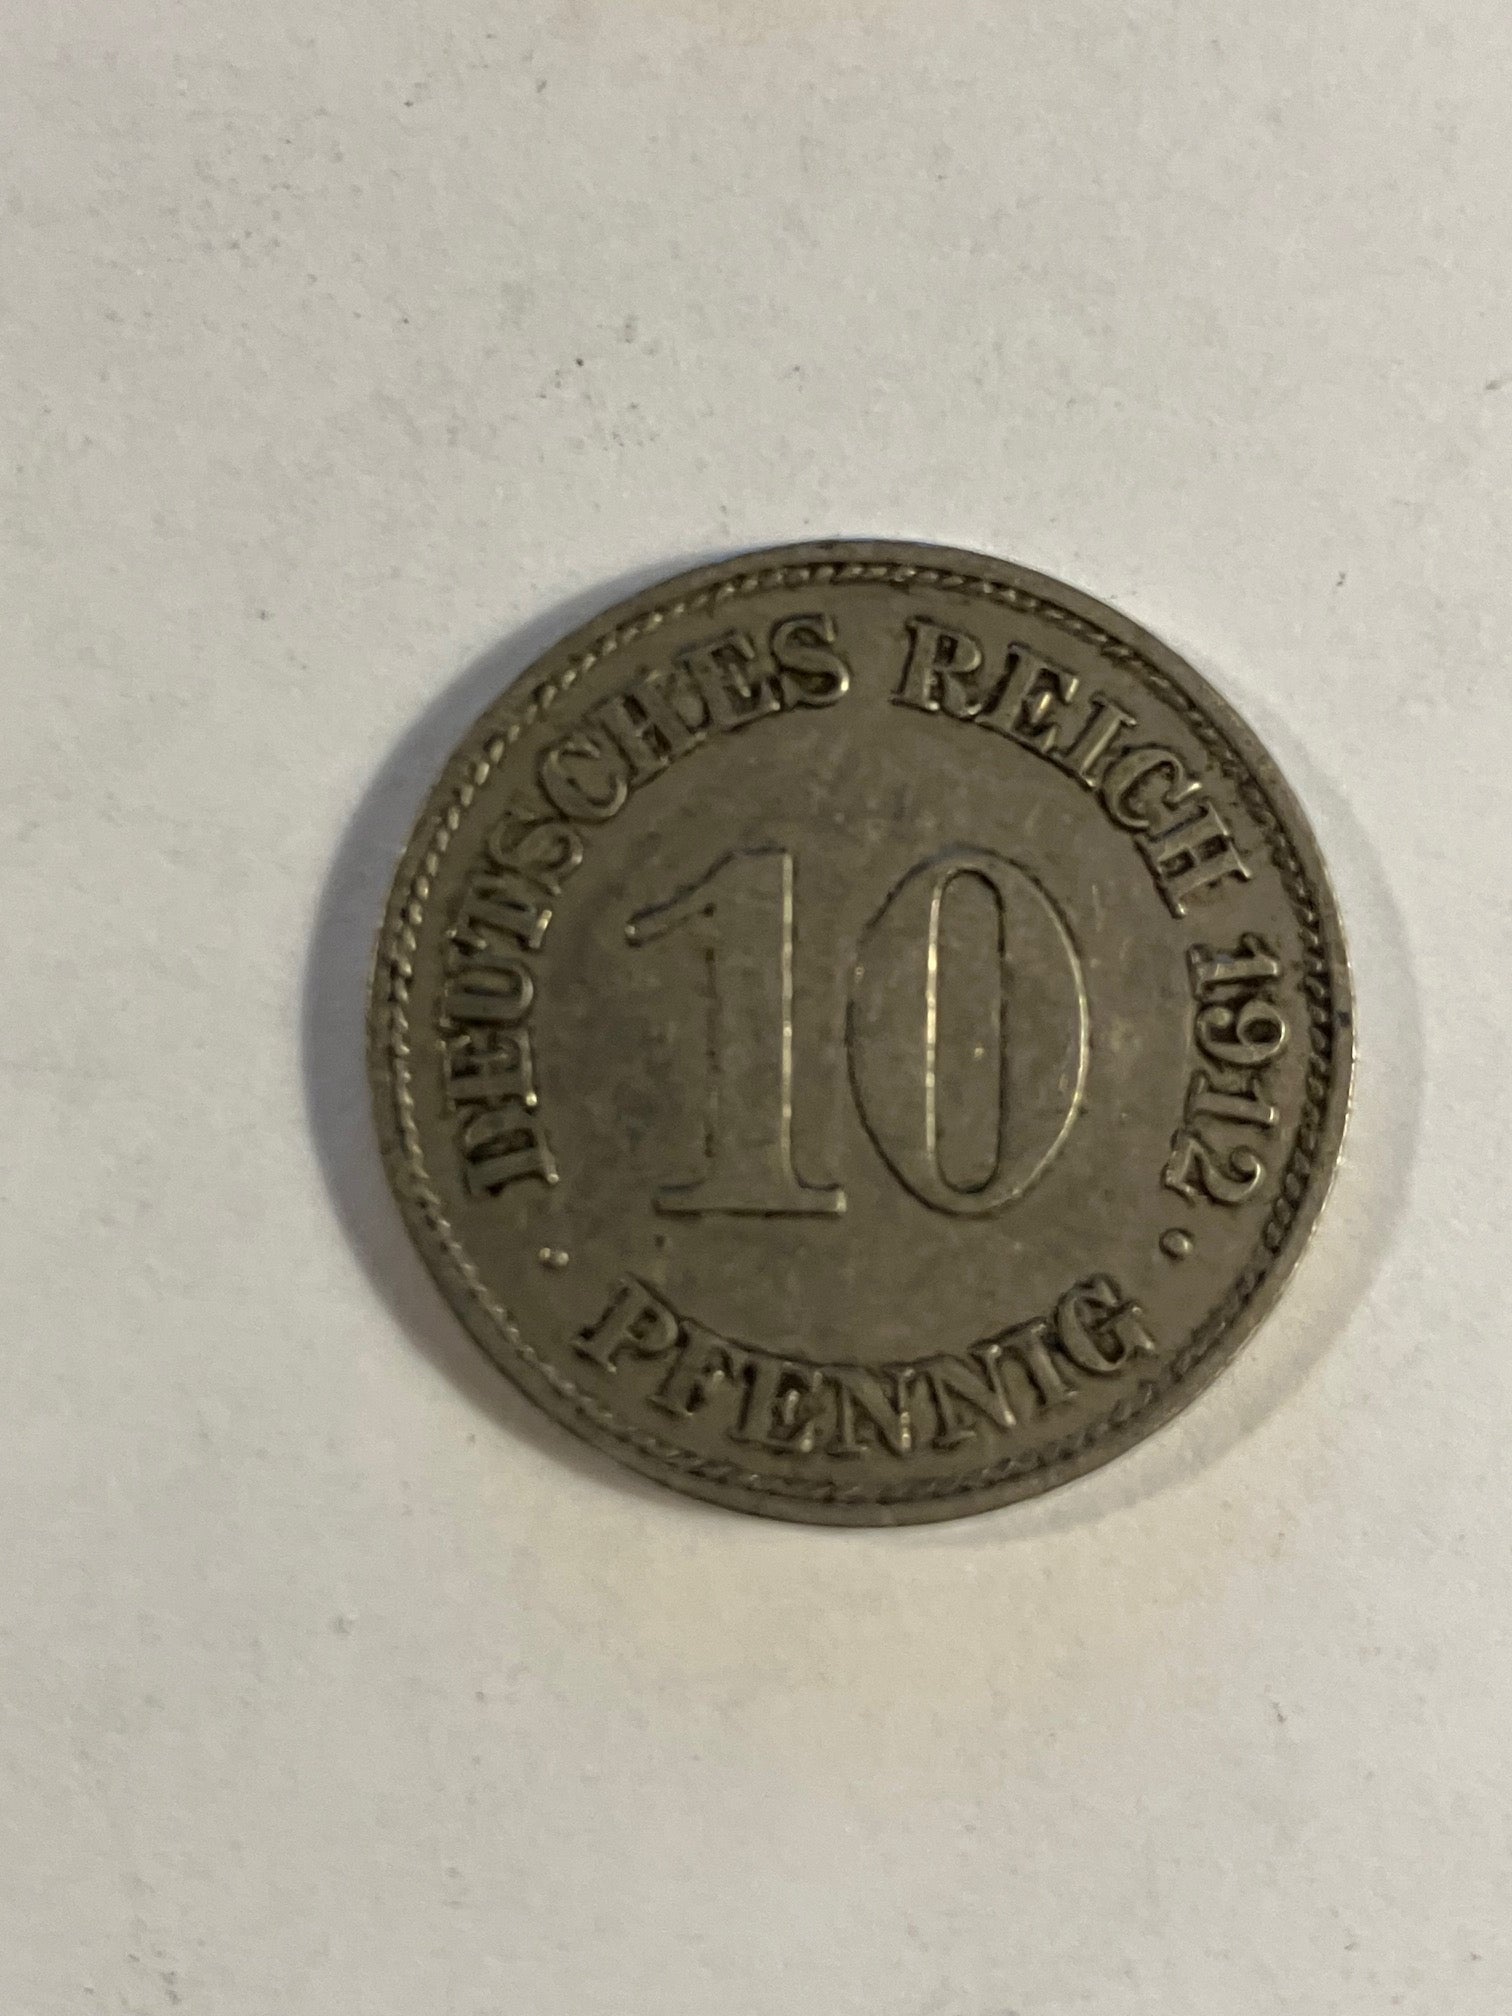 DEUTSCHES REICH 1912
10
PFENNIG